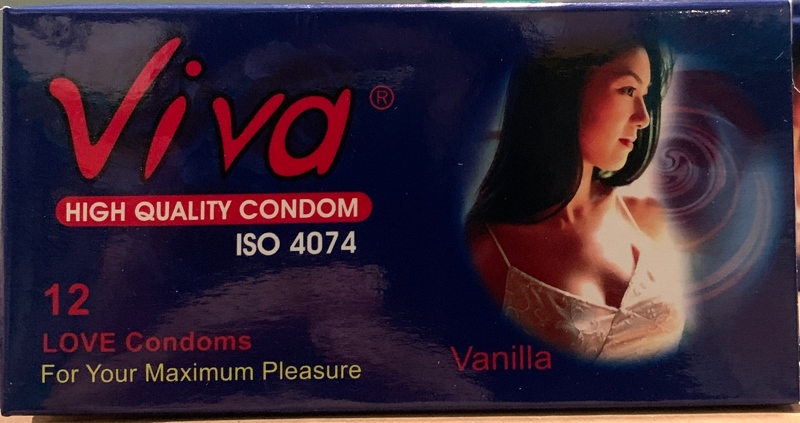 Viva®
HIGH QUALITY CONDOM
ISO 4074
12
LOVE Condoms
For Your Maximum Pleasure
Vanilla